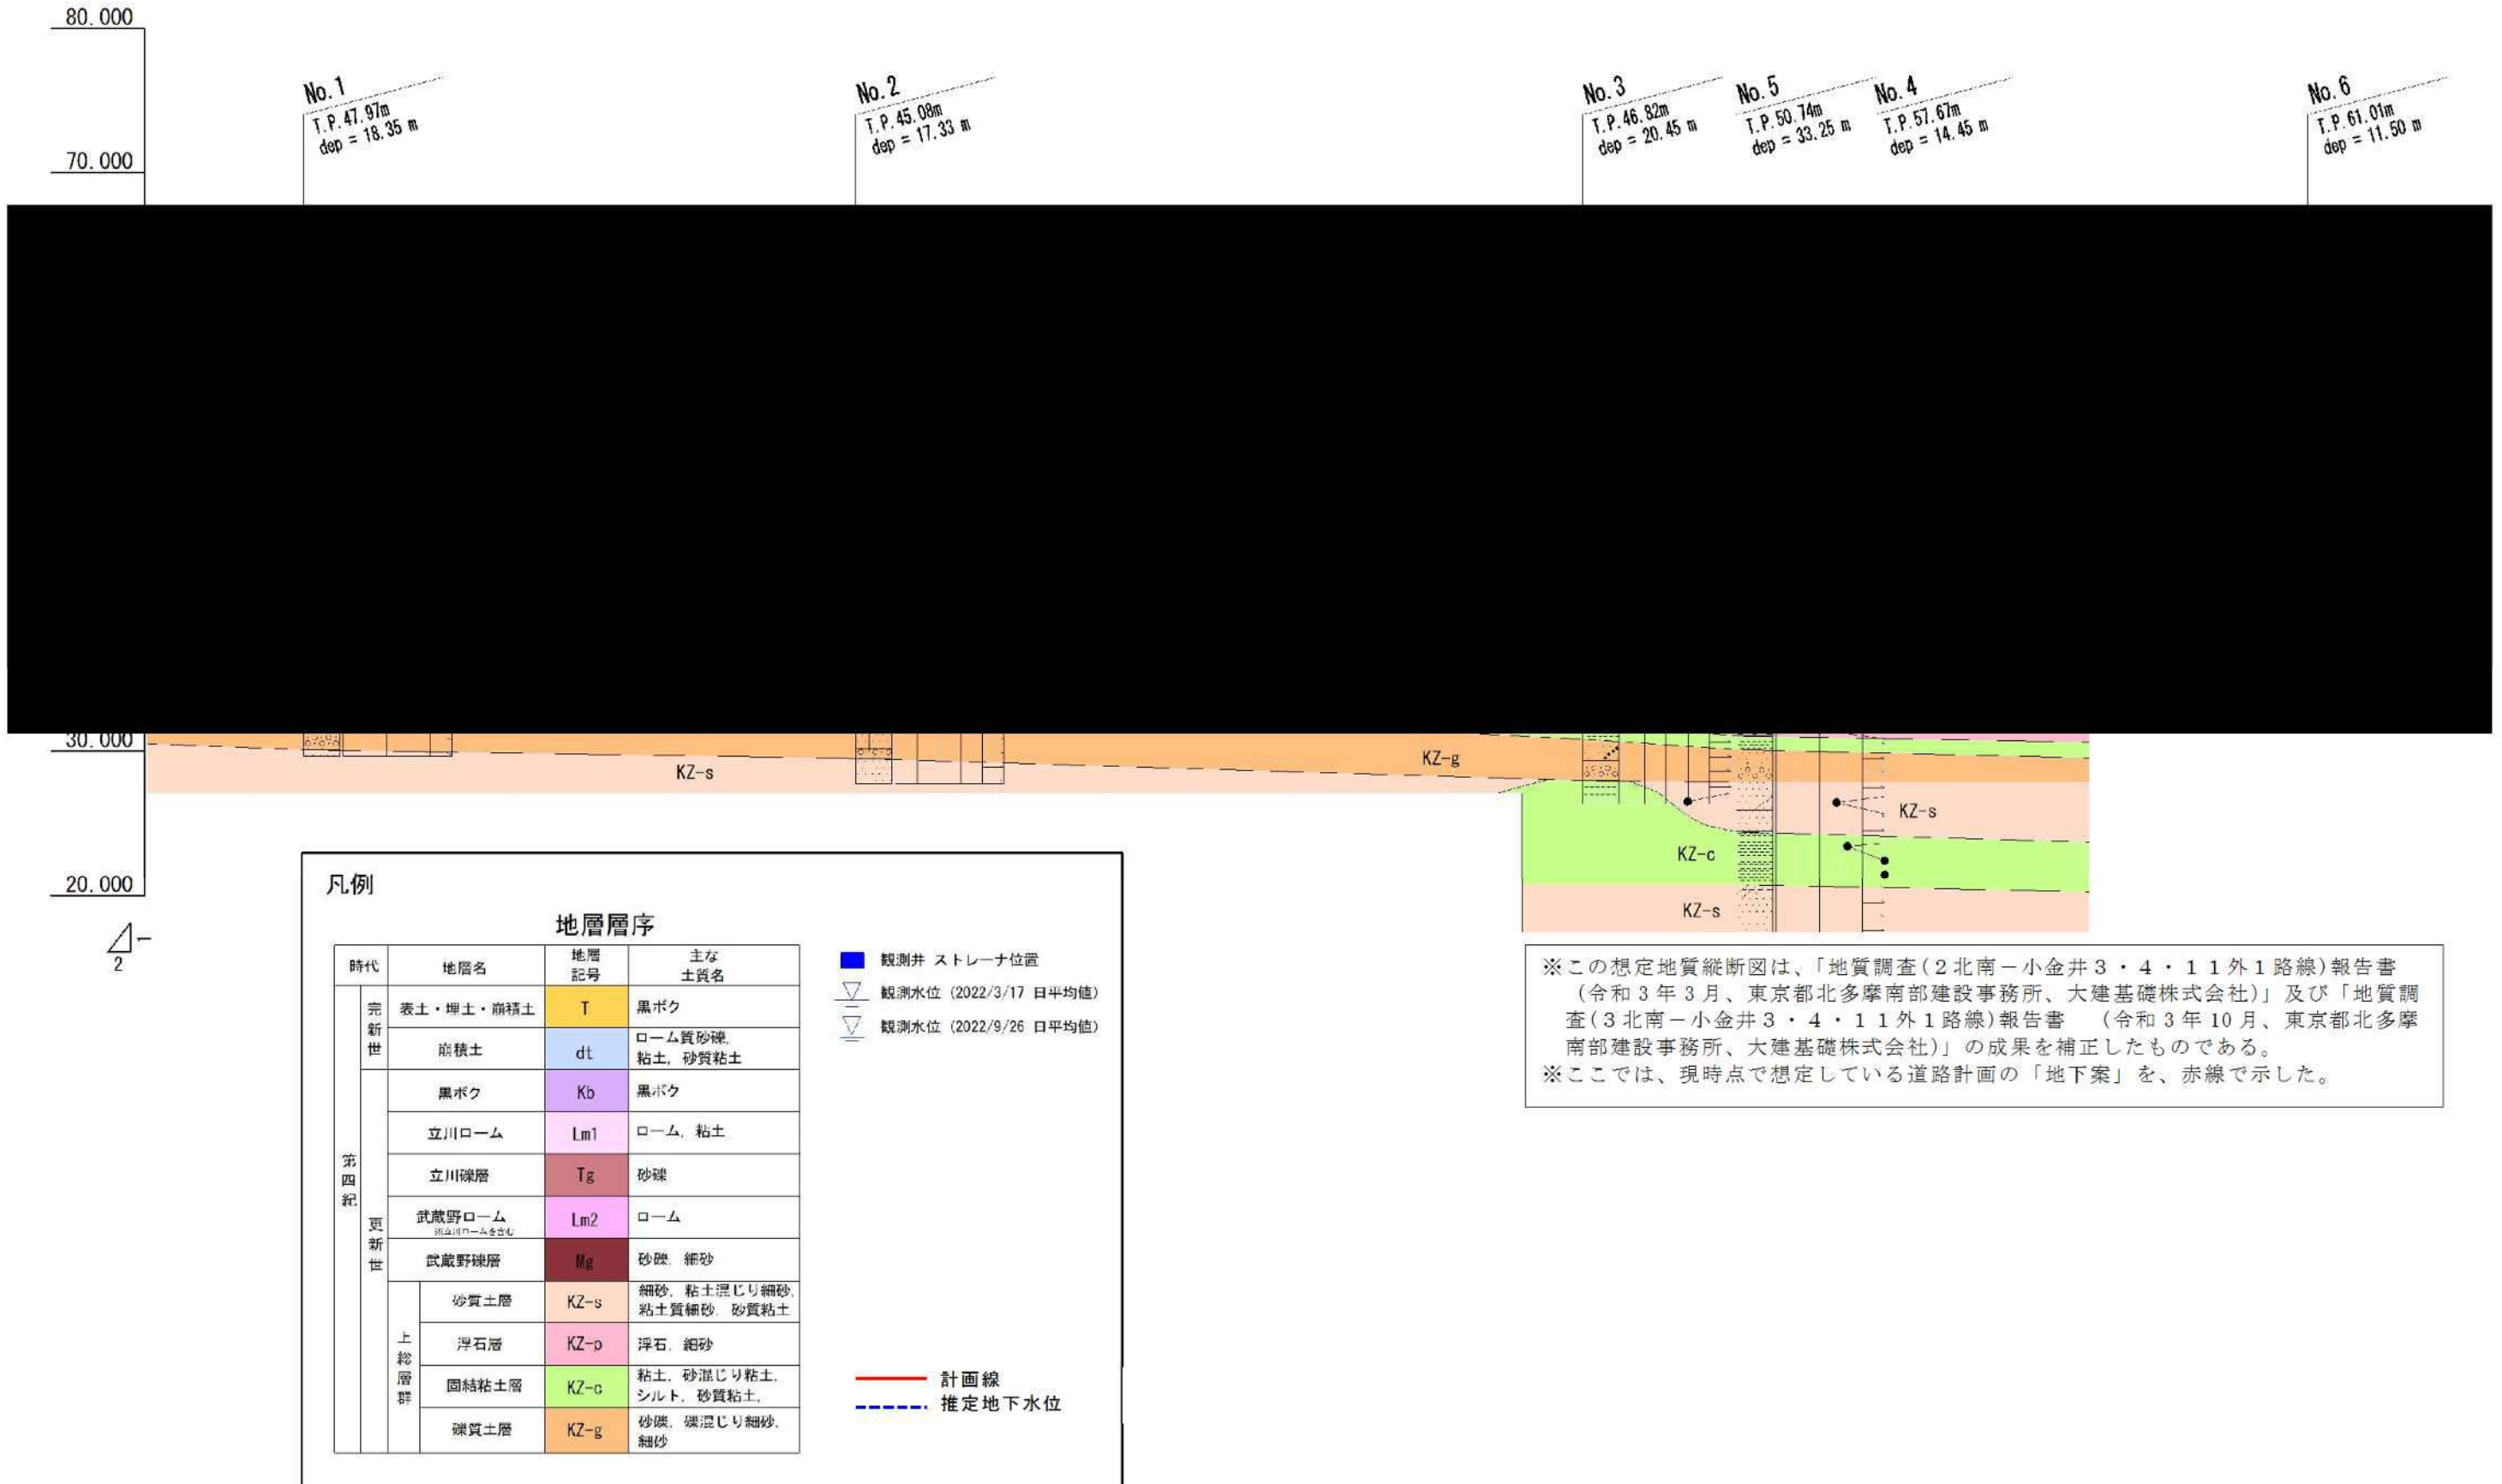 80.000
70.000
30.000
20.000
1
2
No.1
T.P.47.97m
dep = 18.35 m
No.2
T.P.45.08m
dep = 17.33 m
No.3
T.P.46.82m
dep = 20.45 m
No.5
T.P.50.74m
dep = 33.25 m
No.4
T.P.57.67m
dep = 14.45 m
No.6
T.P.61.01m
dep = 11.50 m
KZ-s
KZ-g
KZ-s
KZ-c
KZ-s
凡例
地層層序
時代 地層名 地層記号 主な土質名
第四紀
完新世
表土・埋土・崩積土 T 黒ボク
崩積土 dt ローム質砂礫,
粘土, 砂質粘土
更新世
黒ボク Kb 黒ボク
立川ローム Lm1 ローム, 粘土
立川礫層 Tg 砂礫
武蔵野ローム Lm2 ローム
※立川ロームを含む
武蔵野礫層 Mg 砂礫, 細砂
上総層群
砂質土層 KZ-s 細砂, 粘土混じり細砂,
粘土質細砂, 砂質粘土
浮石層 KZ-p 浮石, 細砂
固結粘土層 KZ-c 粘土, 砂混じり粘土,
シルト, 砂質粘土,
礫質土層 KZ-g 砂礫, 礫混じり細砂,
細砂
観測井 ストレーナ位置
観測水位 (2022/3/17 日平均値)
観測水位 (2022/9/26 日平均値)
計画線
推定地下水位
※この想定地質縦断図は、「地質調査(2北南-小金井3・4・11外1路線)報告書
(令和3年3月、東京都北多摩南部建設事務所、大建基礎株式会社)」及び「地質調
査(3北南-小金井3・4・11外1路線)報告書 (令和3年10月、東京都北多摩
南部建設事務所、大建基礎株式会社)」の成果を補正したものである。
※ここでは、現時点で想定している道路計画の「地下案」を、赤線で示した。